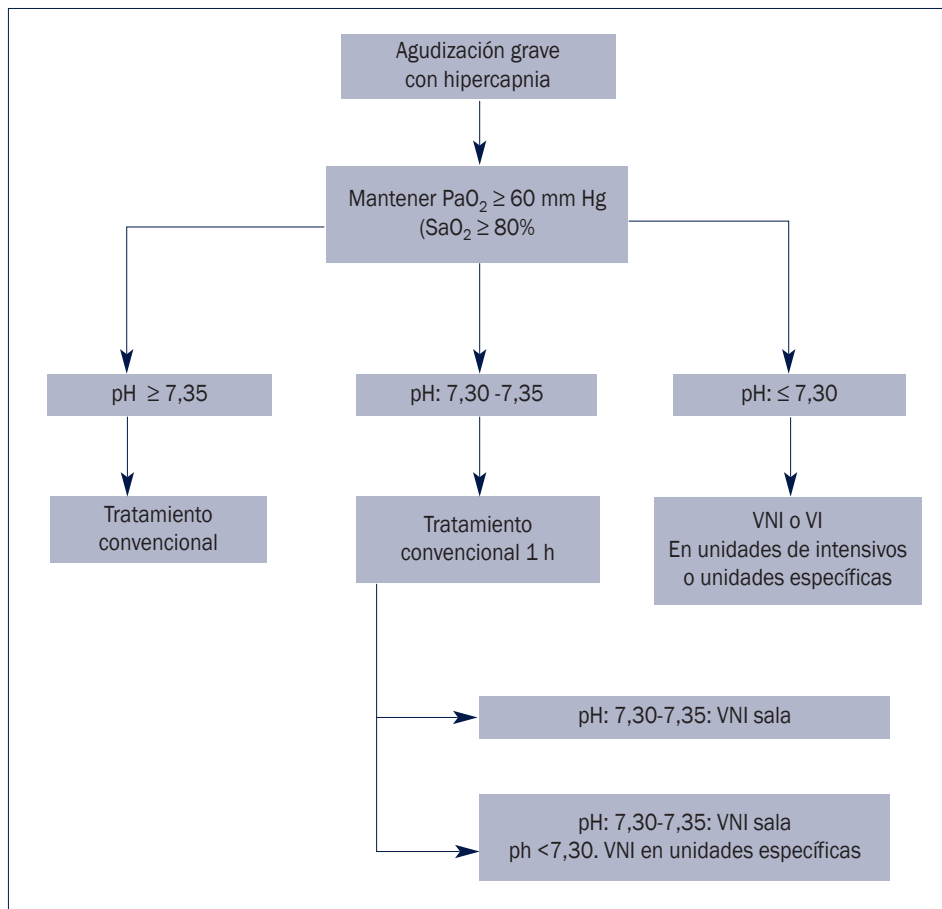 Agudización grave
con hipercapnia
Mantener PaO₂ ≥ 60 mm Hg
(SaO₂ ≥ 80%
pH ≥ 7,35
pH: 7,30 -7,35
pH: ≤ 7,30
Tratamiento
convencional
Tratamiento
convencional 1 h
VNI o VI
En unidades de intensivos
o unidades específicas
pH: 7,30-7,35: VNI sala
pH: 7,30-7,35: VNI sala
ph <7,30. VNI en unidades específicas